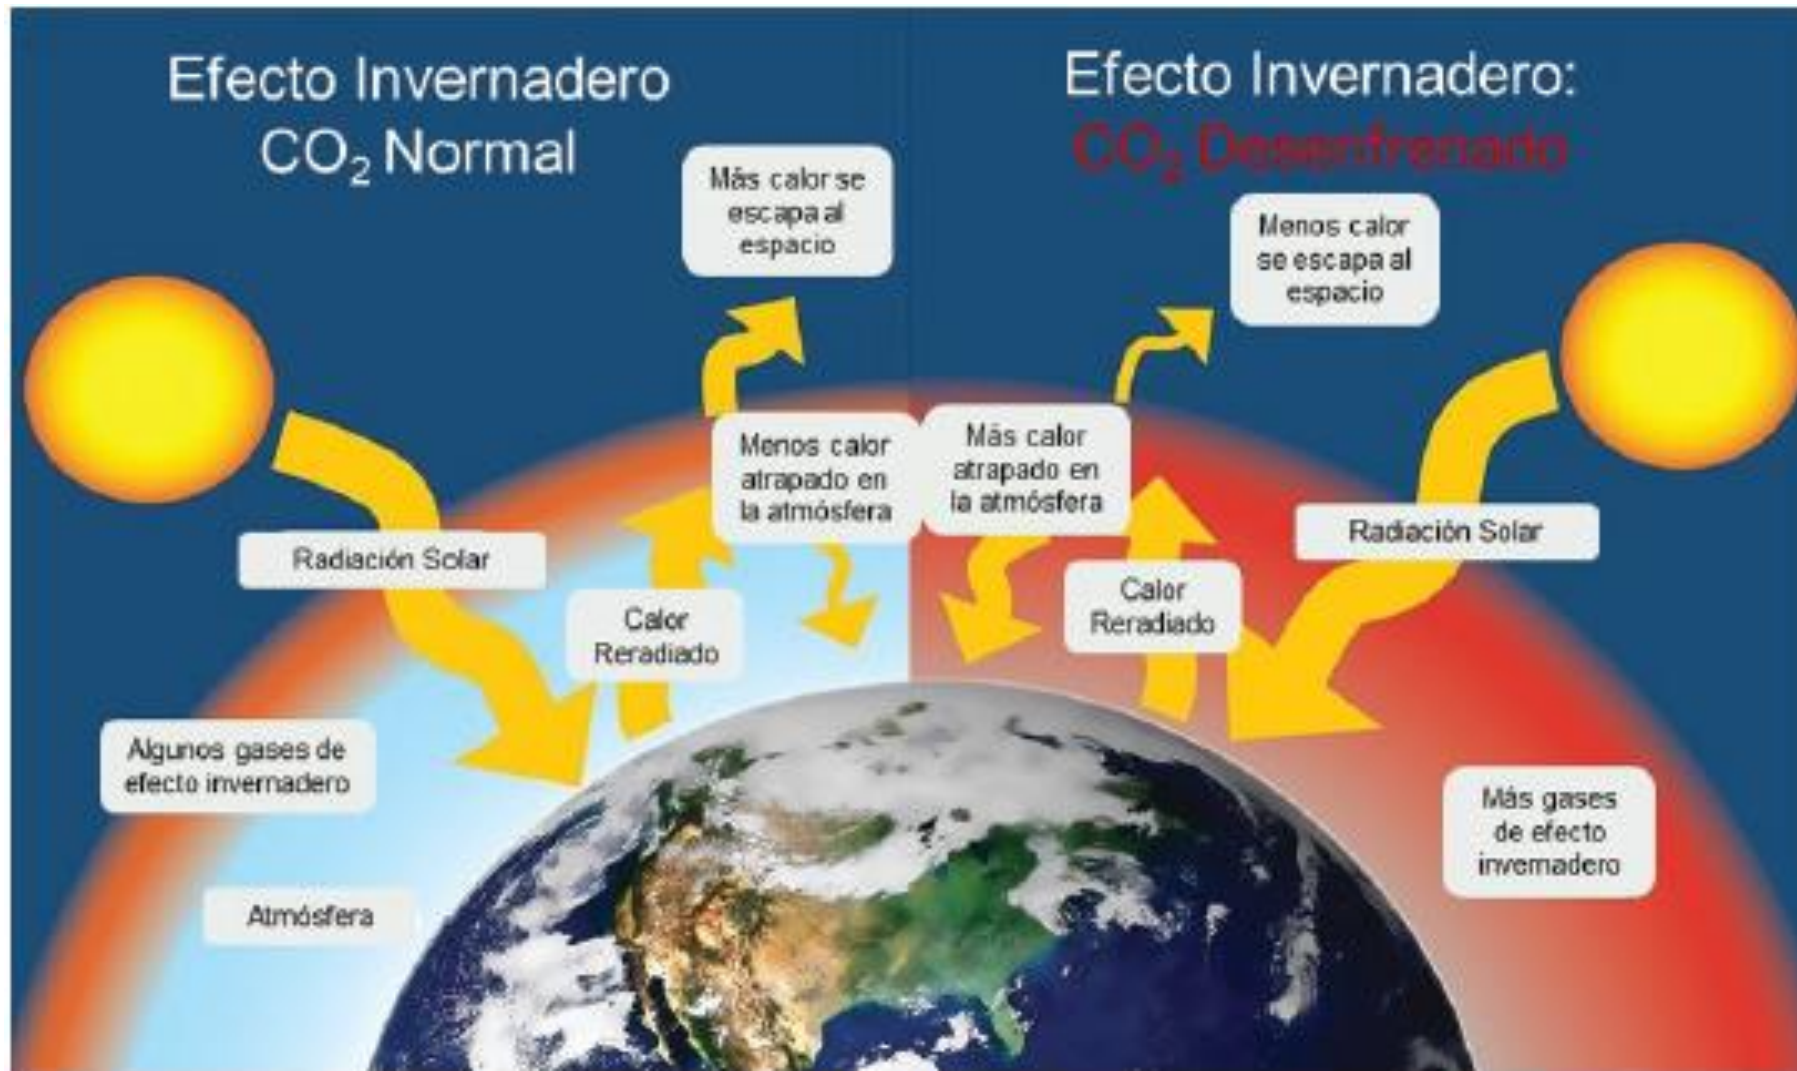 Efecto Invernadero
CO₂ Normal
Más calor se
escapa al
espacio
Menos calor
atrapado en
la atmósfera
Radiación Solar
Calor
Reradiado
Algunos gases de
efecto invernadero
Atmósfera
Efecto Invernadero:
CO₂ Desenfrenado
Menos calor
se escapa al
espacio
Más calor
atrapado en
la atmósfera
Radiación Solar
Calor
Reradiado
Más gases
de efecto
invernadero